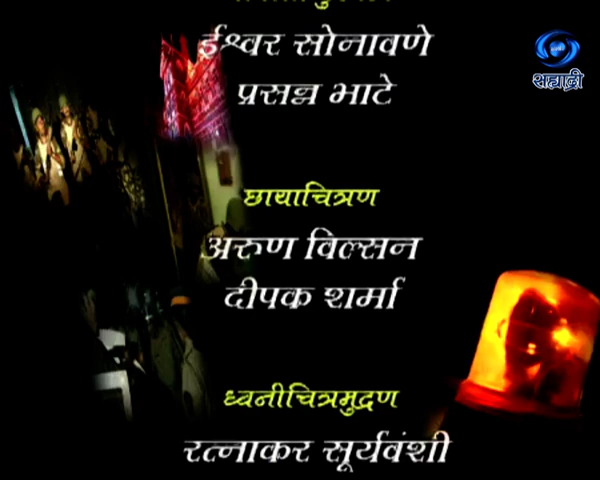 ईश्वर सोनावणे
प्रसन्न भाटे
सह्याद्री
छायाचित्रण
अरुण विल्सन
दीपक शर्मा
ध्वनीचित्रमुद्रण
रत्नाकर सूर्यवंशी